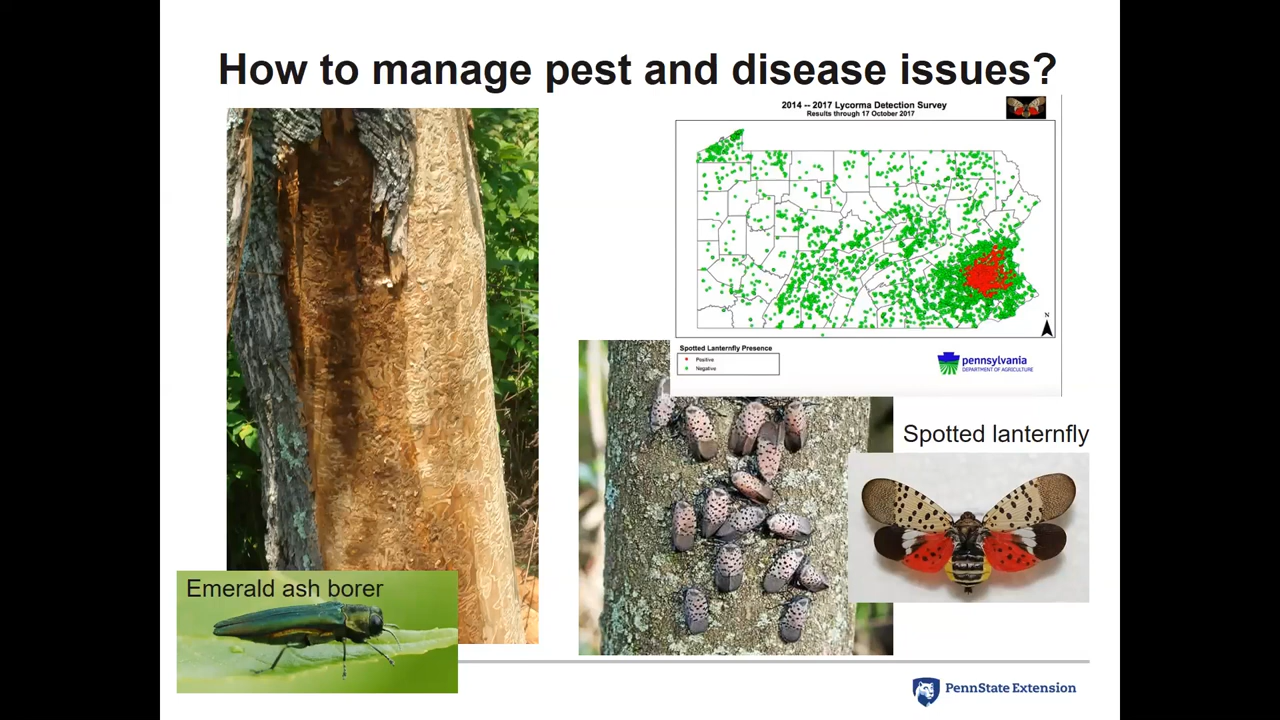 How to manage pest and disease issues?
2014 -- 2017 Lycorma Detection Survey
Results through 17 October 2017
N
Spotted Lanternfly Presence
Positive
Negative
pennsylvania
DEPARTMENT OF AGRICULTURE
Spotted lanternfly
Emerald ash borer
PennState Extension